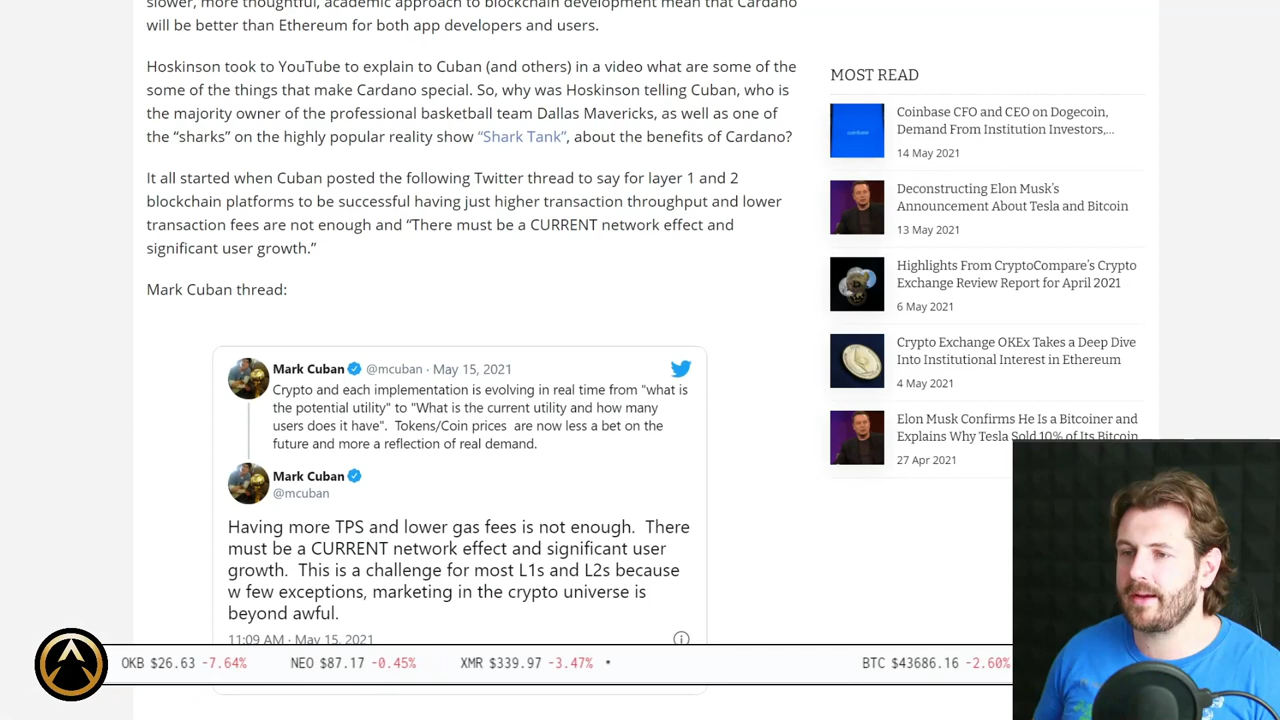 slower, more thoughtful, academic approach to blockchain development mean that Cardano
will be better than Ethereum for both app developers and users.
Hoskinson took to YouTube to explain to Cuban (and others) in a video what are some of the
some of the things that make Cardano special. So, why was Hoskinson telling Cuban, who is
the majority owner of the professional basketball team Dallas Mavericks, as well as one of
the “sharks” on the highly popular reality show “Shark Tank”, about the benefits of Cardano?
It all started when Cuban posted the following Twitter thread to say for layer 1 and 2
blockchain platforms to be successful having just higher transaction throughput and lower
transaction fees are not enough and “There must be a CURRENT network effect and
significant user growth.”
Mark Cuban thread:
Mark Cuban @mcuban · May 15, 2021
Crypto and each implementation is evolving in real time from "what is
the potential utility" to "What is the current utility and how many
users does it have". Tokens/Coin prices are now less a bet on the
future and more a reflection of real demand.
Mark Cuban
@mcuban
Having more TPS and lower gas fees is not enough. There
must be a CURRENT network effect and significant user
growth. This is a challenge for most L1s and L2s because
w few exceptions, marketing in the crypto universe is
beyond awful.
11:09 AM · May 15, 2021
MOST READ
coinbase
Coinbase CFO and CEO on Dogecoin,
Demand From Institution Investors,...
14 May 2021
Deconstructing Elon Musk’s
Announcement About Tesla and Bitcoin
13 May 2021
Highlights From CryptoCompare’s Crypto
Exchange Review Report for April 2021
6 May 2021
Crypto Exchange OKEx Takes a Deep Dive
Into Institutional Interest in Ethereum
4 May 2021
Elon Musk Confirms He Is a Bitcoiner and
Explains Why Tesla Sold 10% of Its Bitcoin
27 Apr 2021
OKB $26.63 -7.64% NEO $87.17 -0.45% XMR $339.97 -3.47% • BTC $43686.16 -2.60%